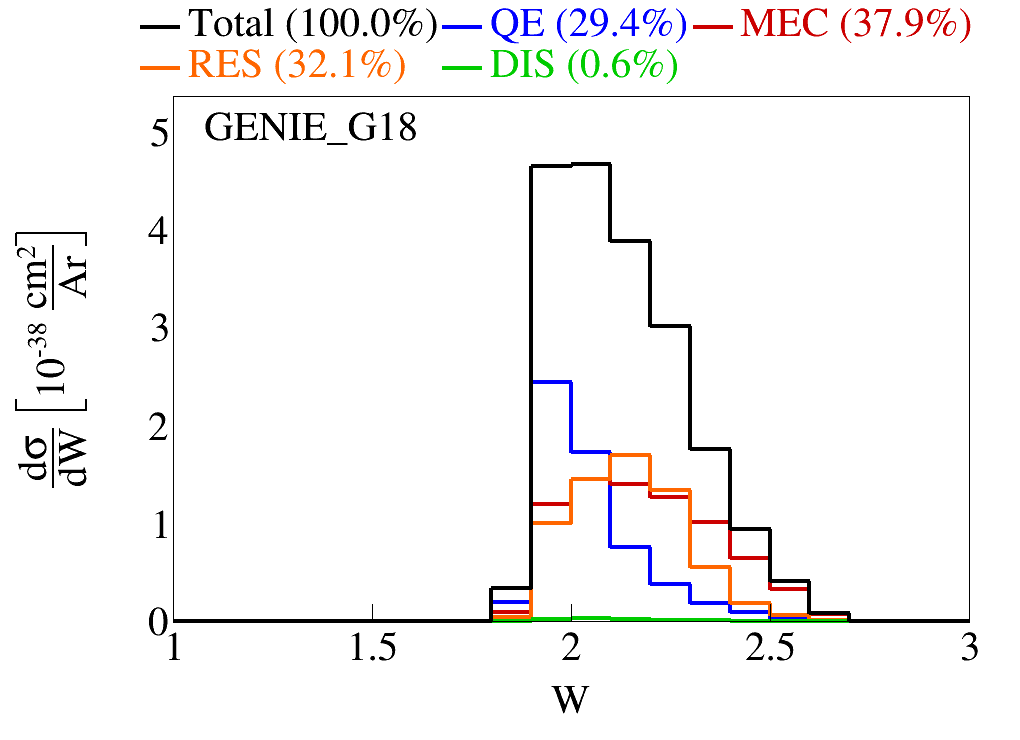 Total (100.0%) QE (29.4%) MEC (37.9%)
RES (32.1%) DIS (0.6%)
GENIE_G18
5
4
3
2
1
0
1 1.5 2 2.5 3
W
dσ/dW [10⁻³⁸ cm²/Ar]